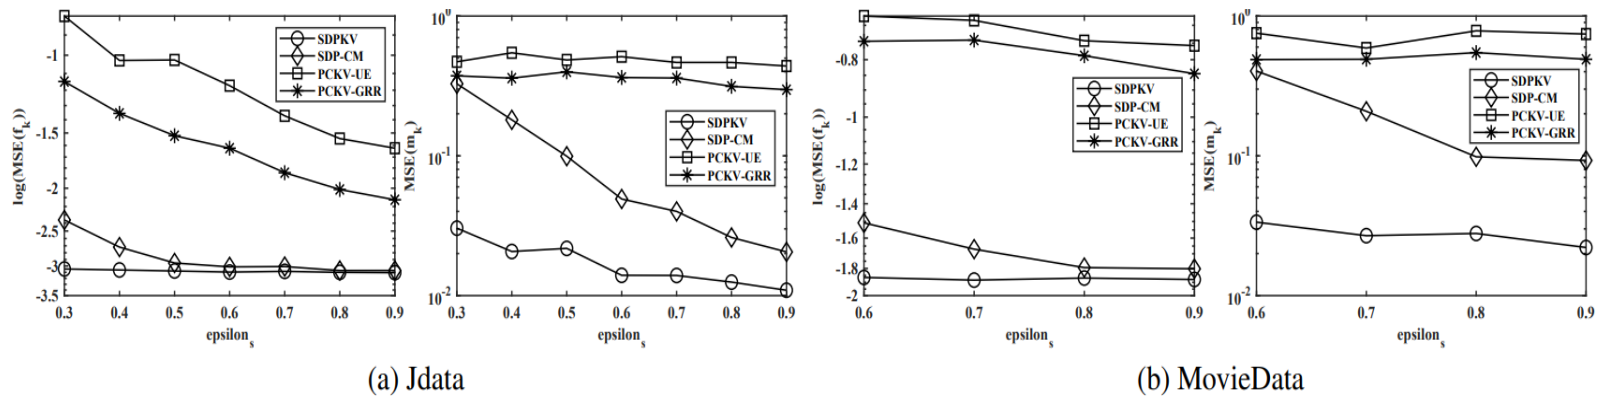 log(MSE(f_k))
-1
-1.5
-2
-2.5
-3
-3.5
SDPKV
SDP-CM
PCKV-UE
PCKV-GRR
0.3 0.4 0.5 0.6 0.7 0.8 0.9
epsilon_s
MSE(m_k)
10^0
10^-1
10^-2
SDPKV
SDP-CM
PCKV-UE
PCKV-GRR
0.3 0.4 0.5 0.6 0.7 0.8 0.9
epsilon_s
(a) Jdata
log(MSE(f_k))
-0.8
-1
-1.2
-1.4
-1.6
-1.8
-2
SDPKV
SDP-CM
PCKV-UE
PCKV-GRR
0.6 0.7 0.8 0.9
epsilon_s
MSE(m_k)
10^0
10^-1
10^-2
SDPKV
SDP-CM
PCKV-UE
PCKV-GRR
0.6 0.7 0.8 0.9
epsilon_s
(b) MovieData